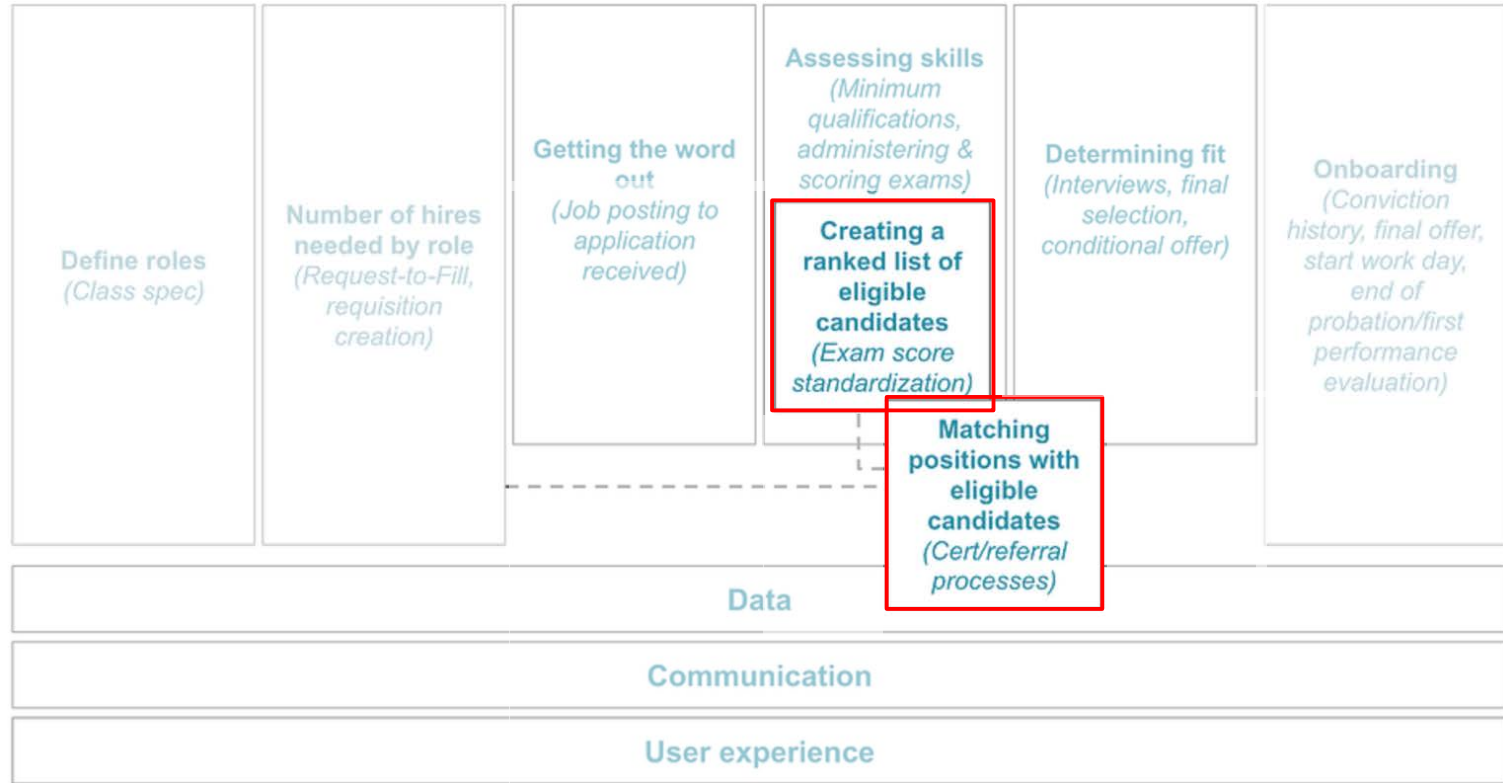 Define roles
(Class spec)
Number of hires
needed by role
(Request-to-Fill,
requisition
creation)
Getting the word
out
(Job posting to
application
received)
Assessing skills
(Minimum
qualifications,
administering &
scoring exams)
Creating a
ranked list of
eligible
candidates
(Exam score
standardization)
Matching
positions with
eligible
candidates
(Cert/referral
processes)
Determining fit
(Interviews, final
selection,
conditional offer)
Onboarding
(Conviction
history, final offer,
start work day,
end of
probation/first
performance
evaluation)
Data
Communication
User experience